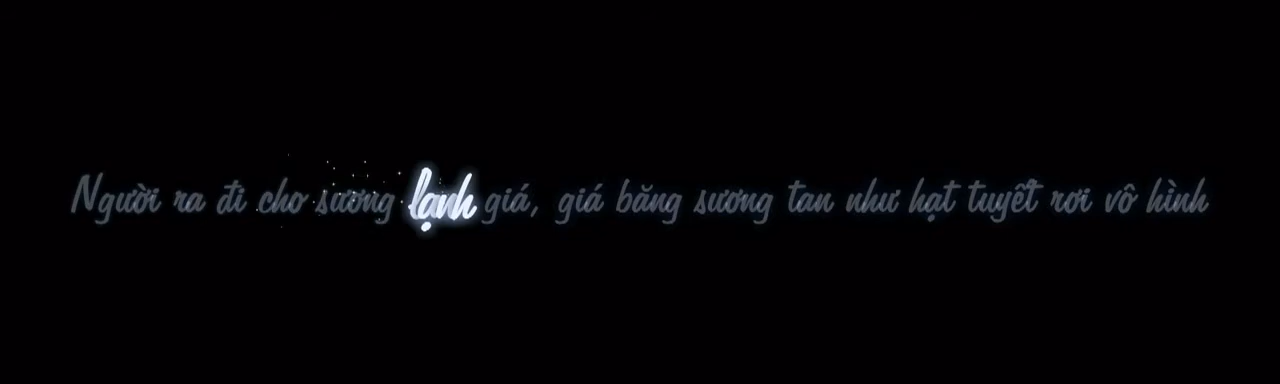 Người ra đi cho sương lạnh giá, giá băng sương tan như hạt tuyết rơi vô hình